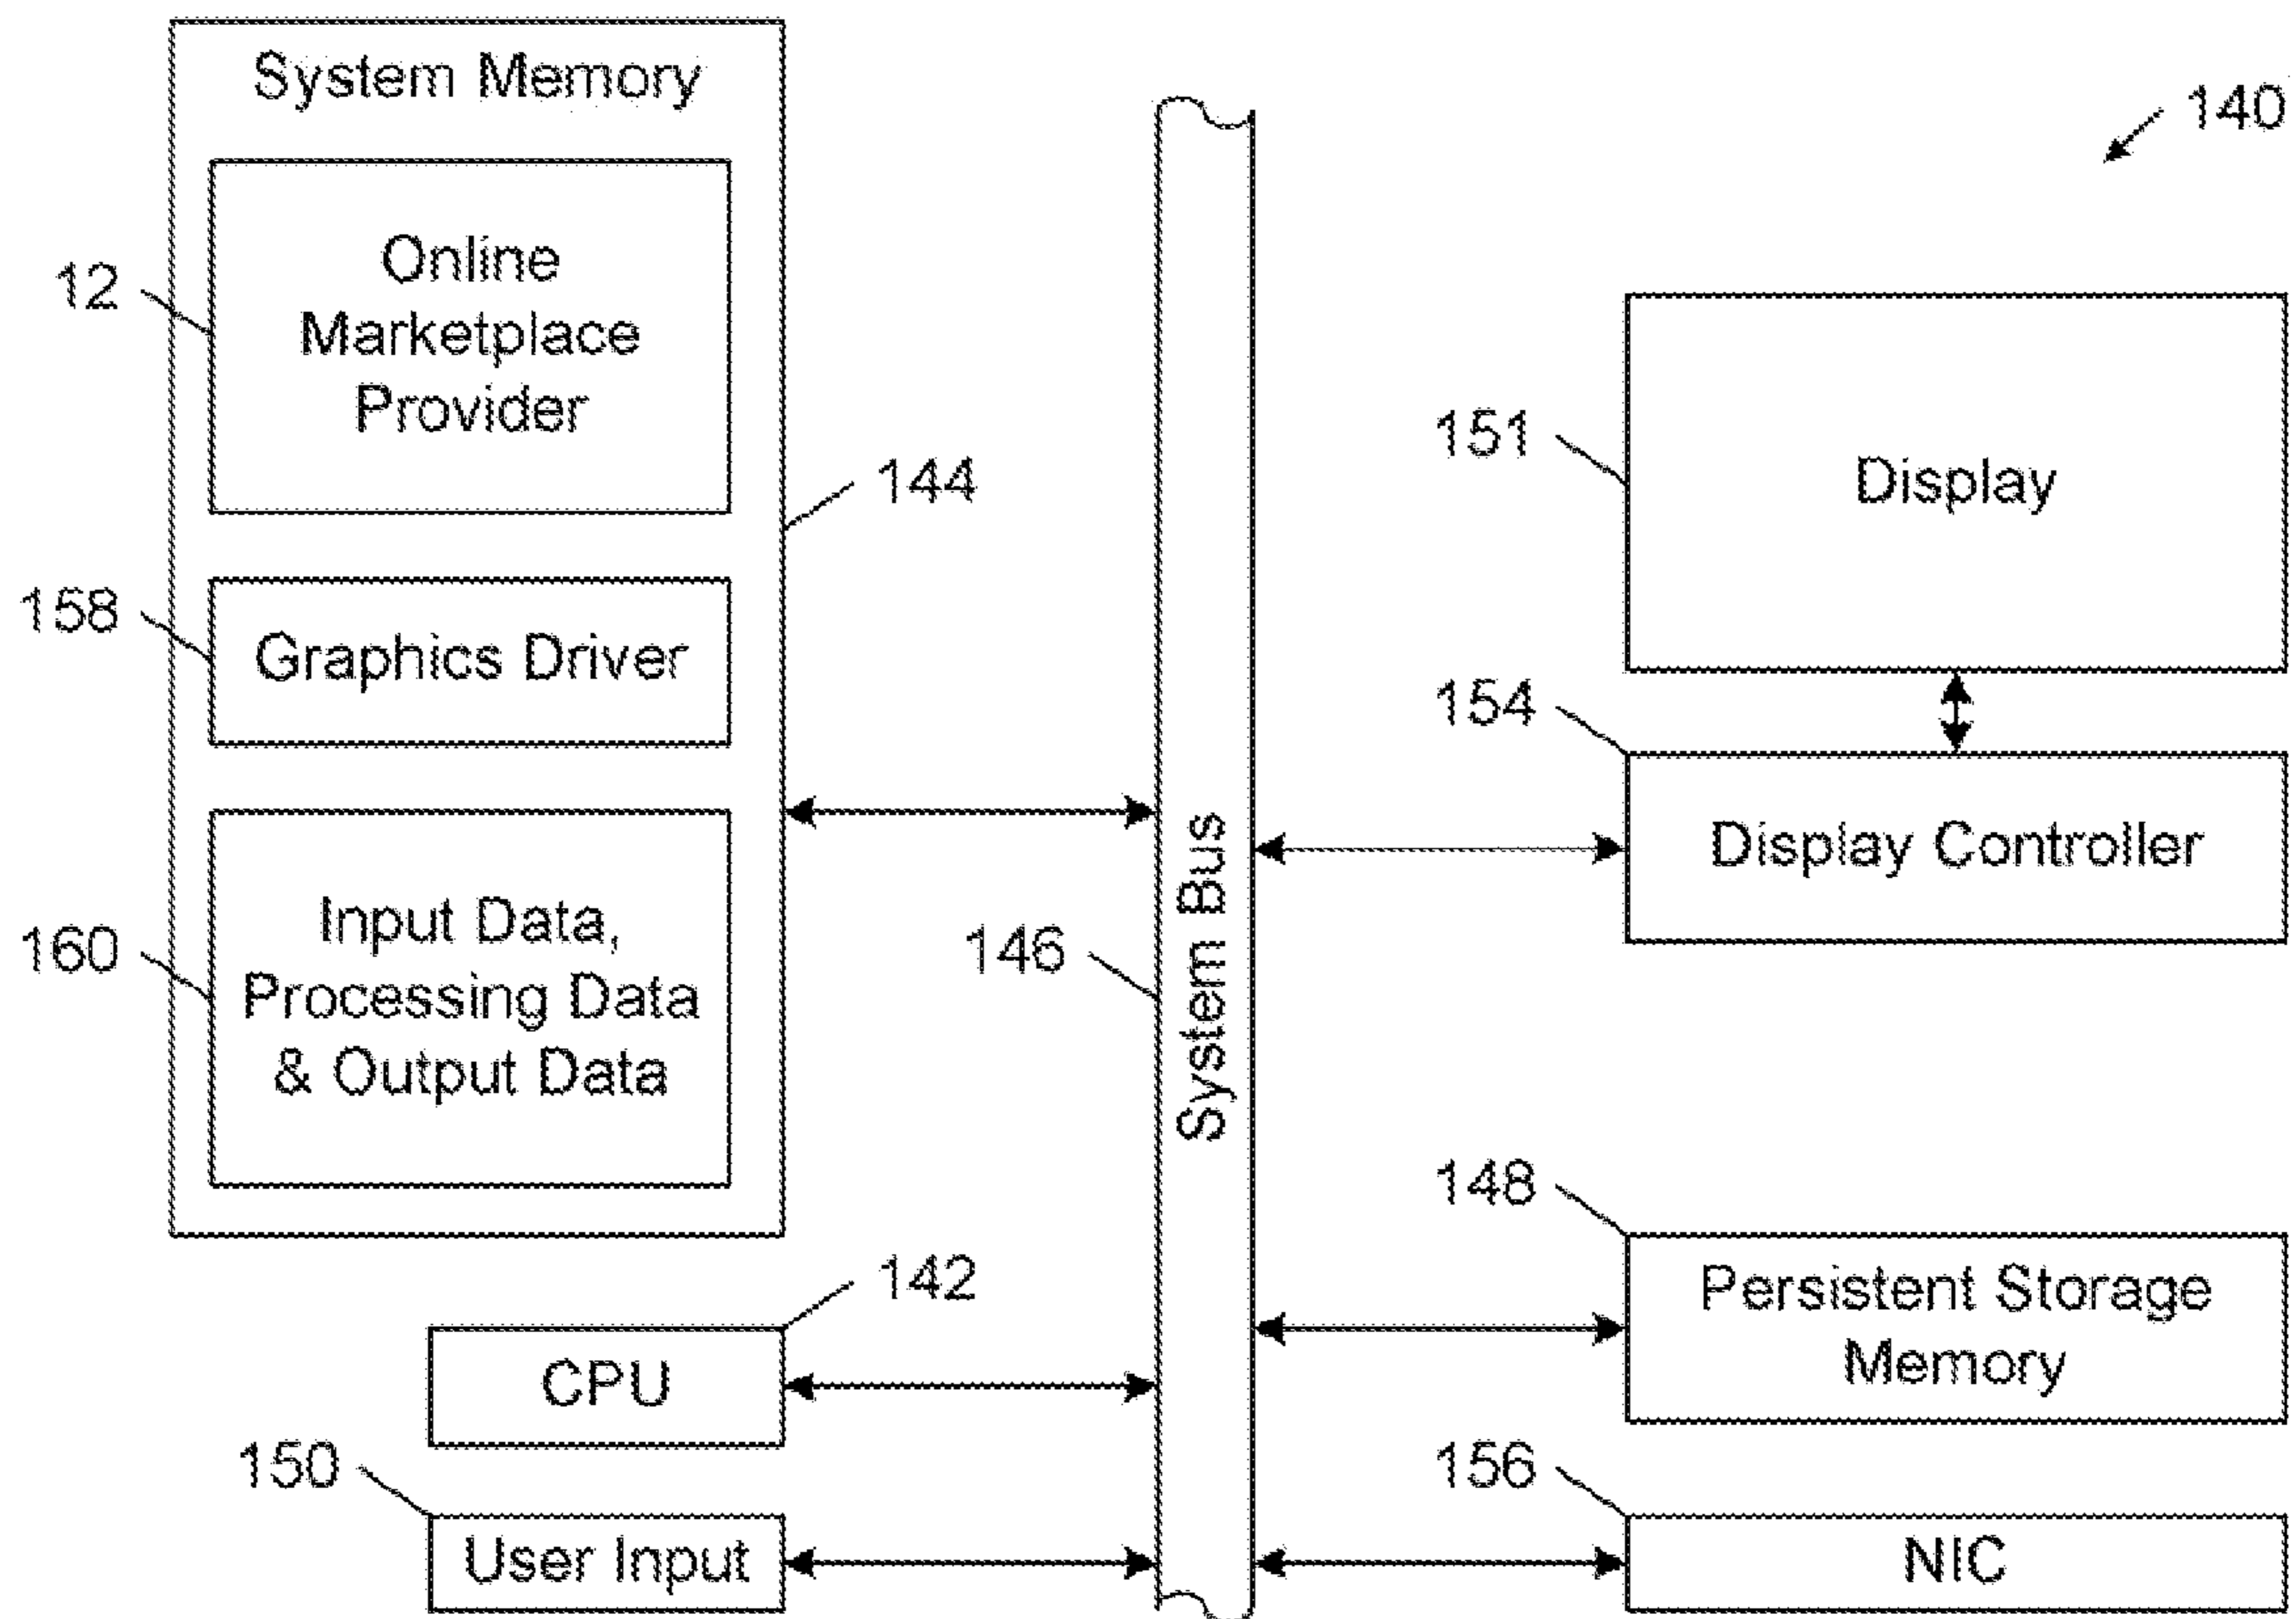 System Memory
140
Online
Marketplace
Provider
12
144
151
Display
158
Graphics Driver
154
Display Controller
160
Input Data,
Processing Data
& Output Data
146
System Bus
148
Persistent Storage
Memory
142
CPU
150
User Input
156
NIC